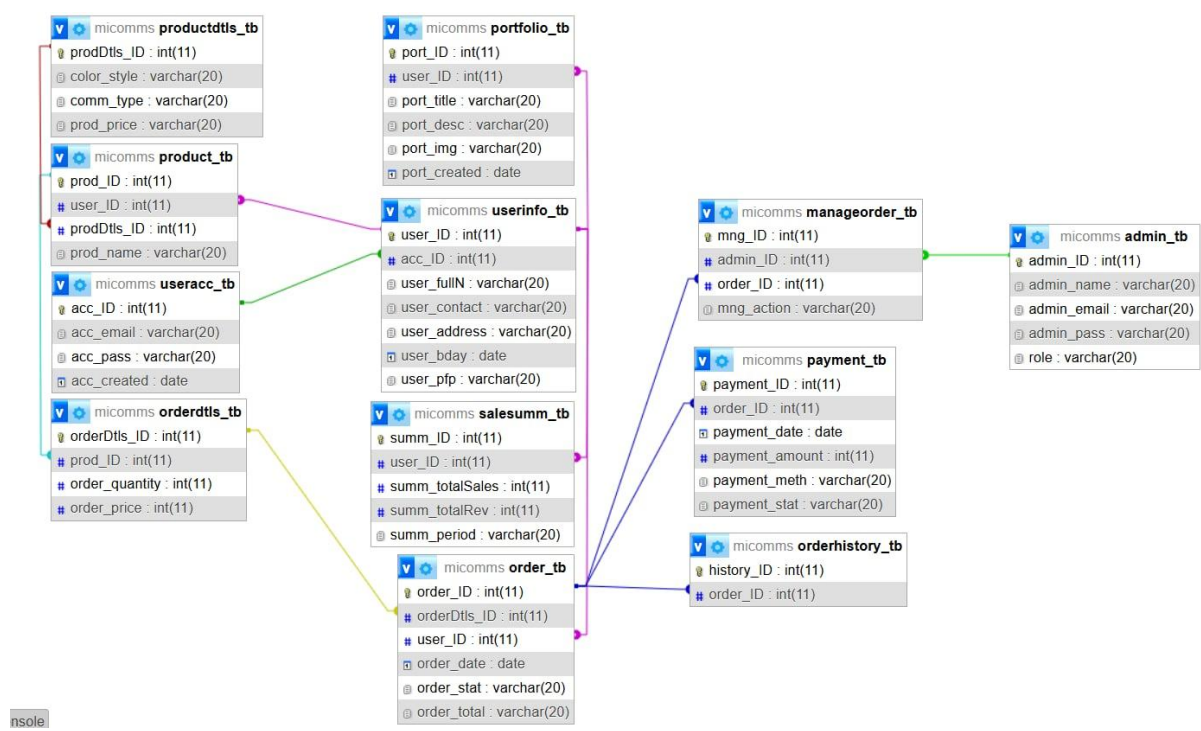 v micomms productdtls_tb
prodDtls_ID : int(11)
# color_style : varchar(20)
comm_type : varchar(20)
prod_price : varchar(20)
v micomms product_tb
prod_ID : int(11)
# user_ID : int(11)
# prodDtls_ID : int(11)
prod_name : varchar(20)
v micomms useracc_tb
acc_ID : int(11)
acc_email : varchar(20)
acc_pass : varchar(20)
acc_created : date
v micomms orderdtls_tb
orderDtls_ID : int(11)
# prod_ID : int(11)
# order_quantity : int(11)
# order_price : int(11)
v micomms portfolio_tb
port_ID : int(11)
# user_ID : int(11)
port_title : varchar(20)
port_desc : varchar(20)
port_img : varchar(20)
port_created : date
v micomms userinfo_tb
user_ID : int(11)
# acc_ID : int(11)
user_fullN : varchar(20)
user_contact : varchar(20)
user_address : varchar(20)
user_bday : date
user_pfp : varchar(20)
v micomms salesumm_tb
summ_ID : int(11)
# user_ID : int(11)
# summ_totalSales : int(11)
# summ_totalRev : int(11)
summ_period : varchar(20)
v micomms order_tb
order_ID : int(11)
# orderDtls_ID : int(11)
# user_ID : int(11)
order_date : date
order_stat : varchar(20)
order_total : varchar(20)
v micomms manageorder_tb
mng_ID : int(11)
# admin_ID : int(11)
# order_ID : int(11)
mng_action : varchar(20)
v micomms payment_tb
payment_ID : int(11)
# order_ID : int(11)
payment_date : date
# payment_amount : int(11)
payment_meth : varchar(20)
payment_stat : varchar(20)
v micomms orderhistory_tb
history_ID : int(11)
# order_ID : int(11)
v micomms admin_tb
admin_ID : int(11)
admin_name : varchar(20)
admin_email : varchar(20)
admin_pass : varchar(20)
role : varchar(20)
nsole